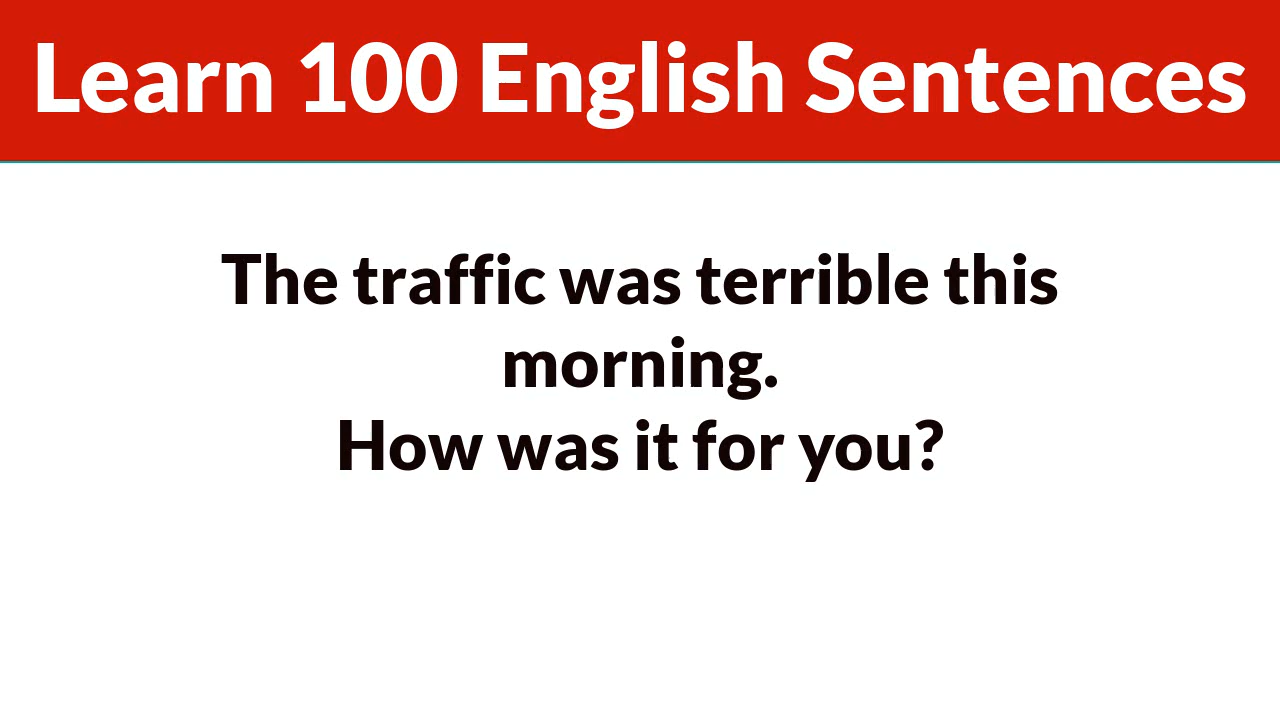 Learn 100 English Sentences
The traffic was terrible this
morning.
How was it for you?